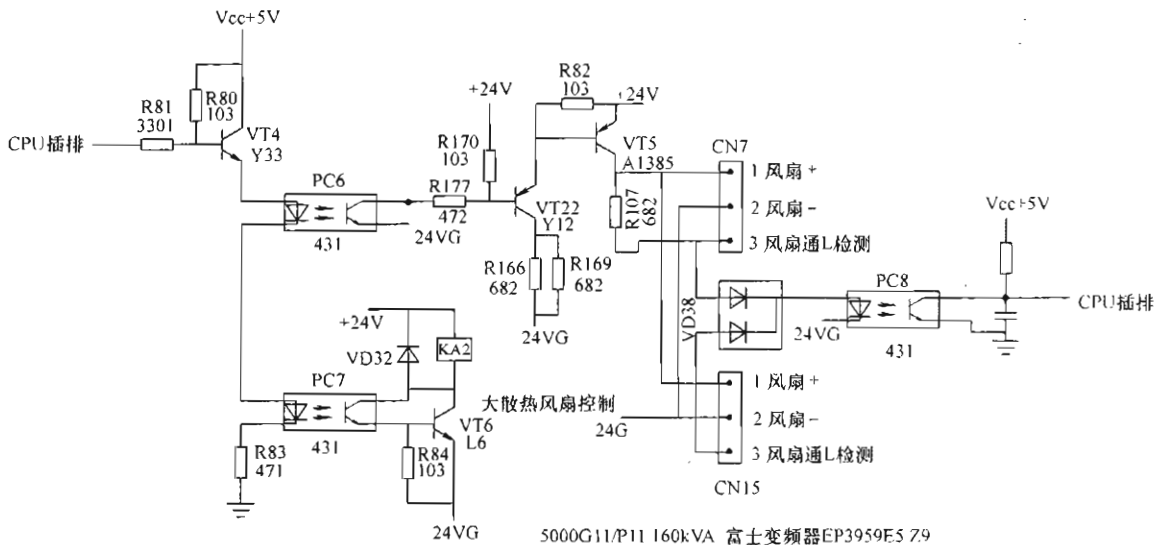 Vcc+5V
R81
3301
R80
103
CPU插排
VT4
Y33
PC6
431
24VG
+24V
R170
103
R177
472
VT22
Y12
R82
103
+24V
VT5
A1385
R107
682
R166
682
R169
682
24VG
CN7
1 风扇+
2 风扇-
3 风扇通L检测
Vcc+5V
PC8
431
24VG
CPU插排
VD38
+24V
VD32
KA2
PC7
431
VT6
L6
R83
471
R84
103
24VG
大散热风扇控制
24G
1 风扇+
2 风扇-
3 风扇通L检测
CN15
5000G11/P11 160kVA 富士变频器EP3959E5 Z9